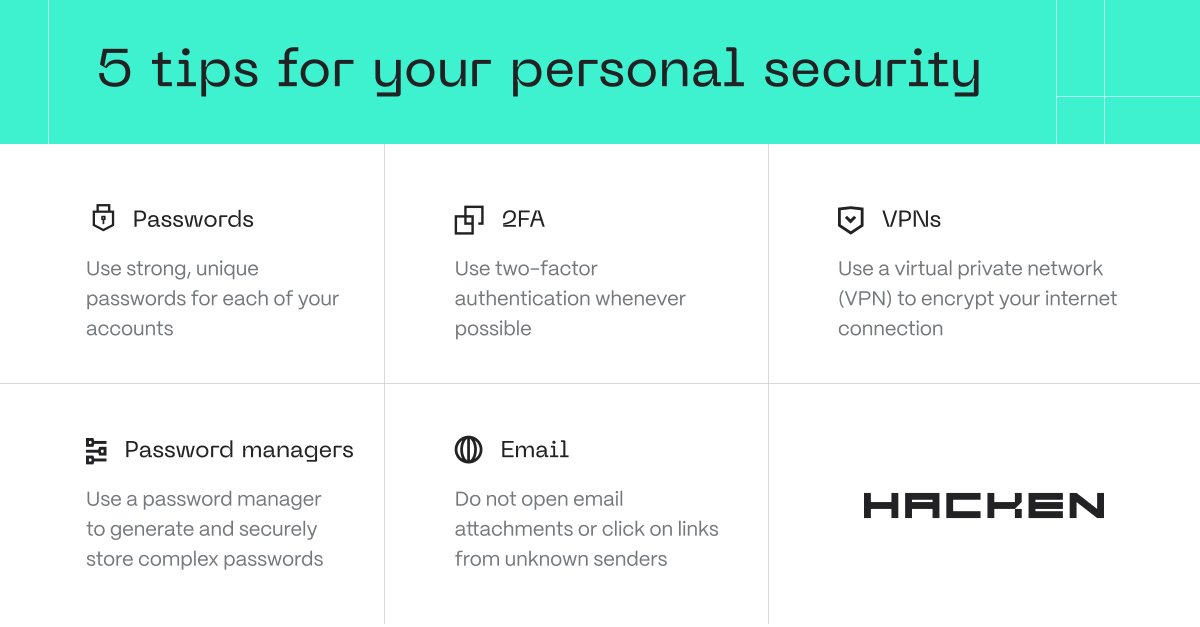 5 tips for your personal security
Passwords
Use strong, unique
passwords for each of your
accounts
2FA
Use two-factor
authentication whenever
possible
VPNs
Use a virtual private network
(VPN) to encrypt your internet
connection
Password managers
Use a password manager
to generate and securely
store complex passwords
Email
Do not open email
attachments or click on links
from unknown senders
HACKEN